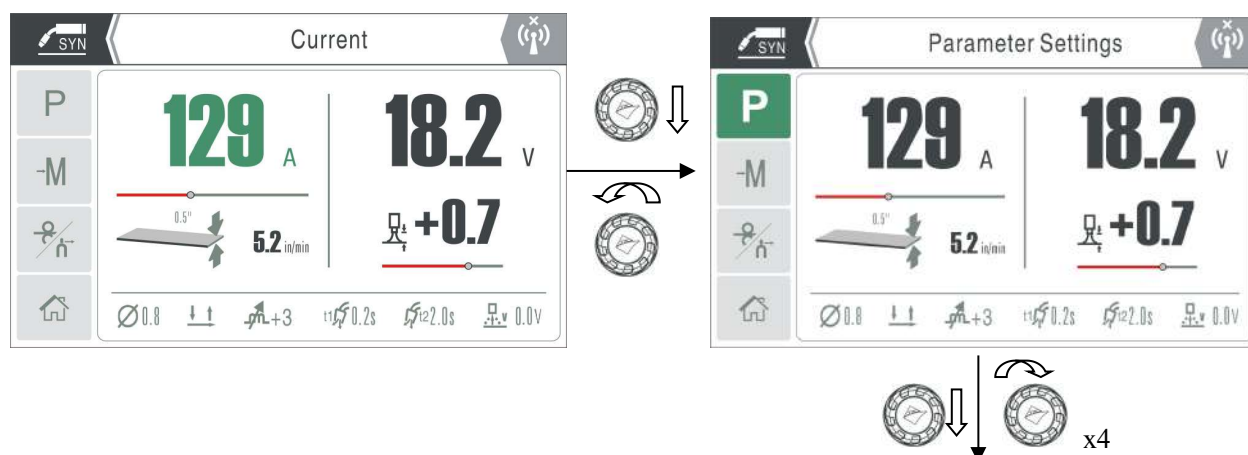 SYN Current
P
129 A 18.2 V
-M
0.5" 5.2 in/min +0.7
0.8 +3 t1 0.2s t2 2.0s V 0.0V
SYN Parameter Settings
P
129 A 18.2 V
-M
0.5" 5.2 in/min +0.7
0.8 +3 t1 0.2s t2 2.0s V 0.0V
x4